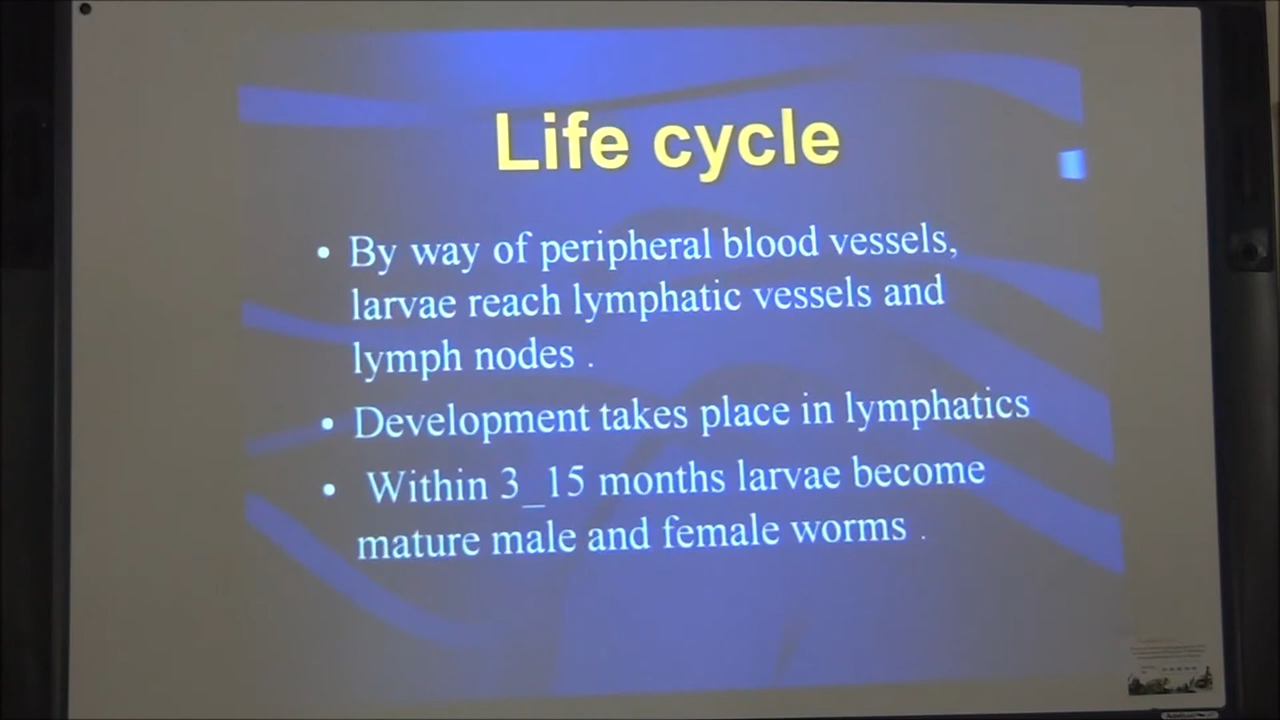 Life cycle
• By way of peripheral blood vessels,
larvae reach lymphatic vessels and
lymph nodes .
• Development takes place in lymphatics
• Within 3_15 months larvae become
mature male and female worms .